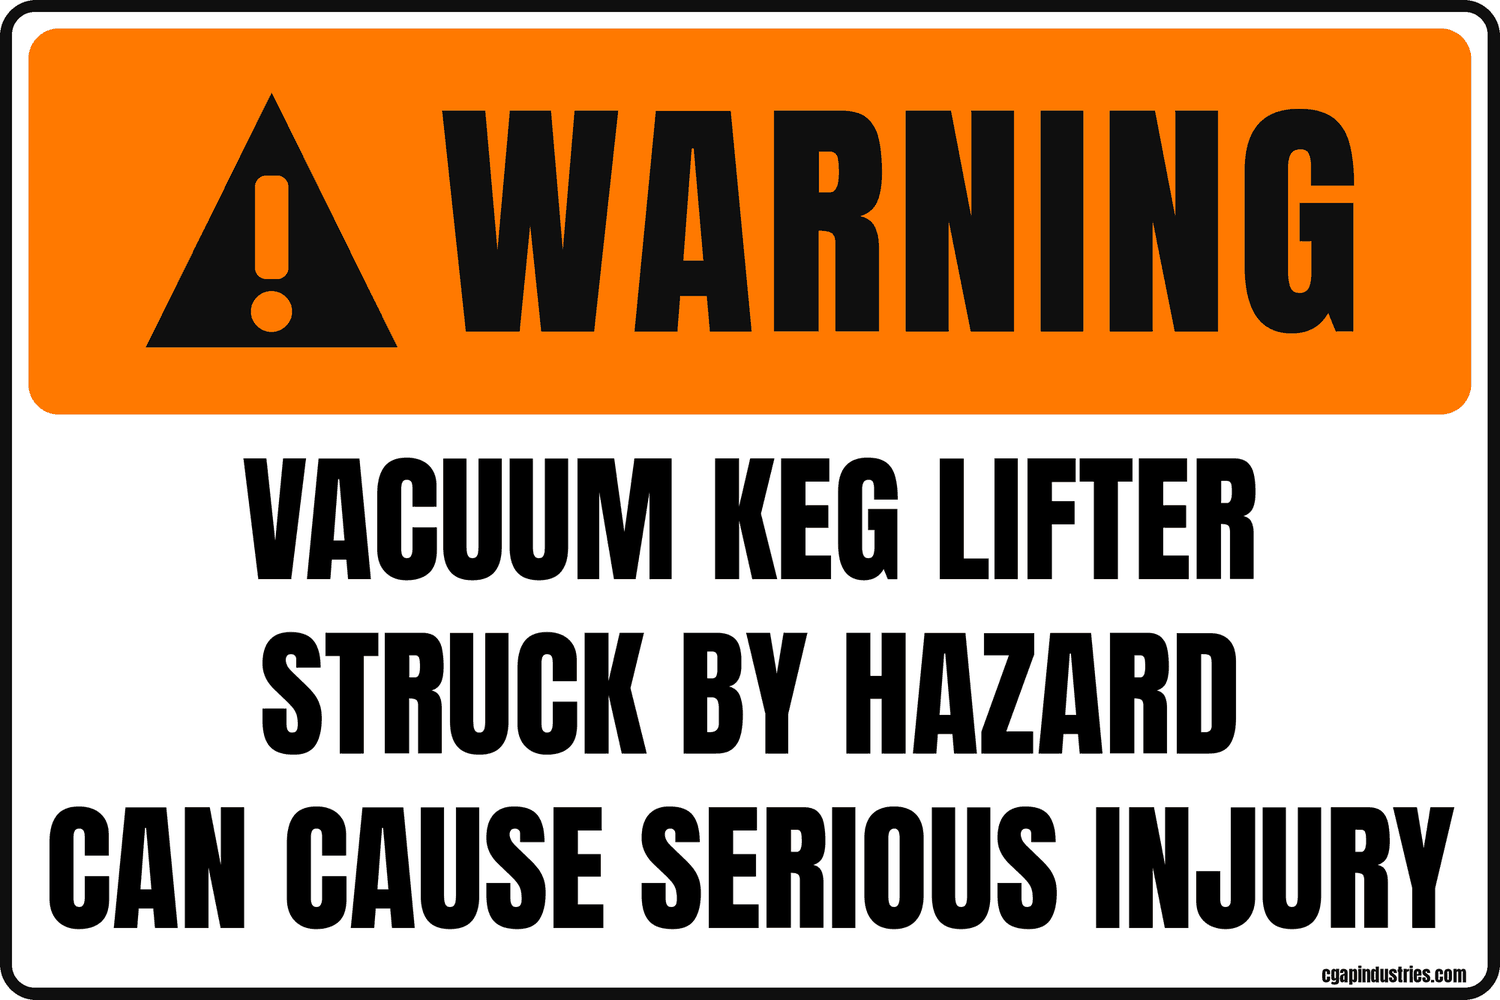 WARNING
VACUUM KEG LIFTER
STRUCK BY HAZARD
CAN CAUSE SERIOUS INJURY
cgapindustries.com